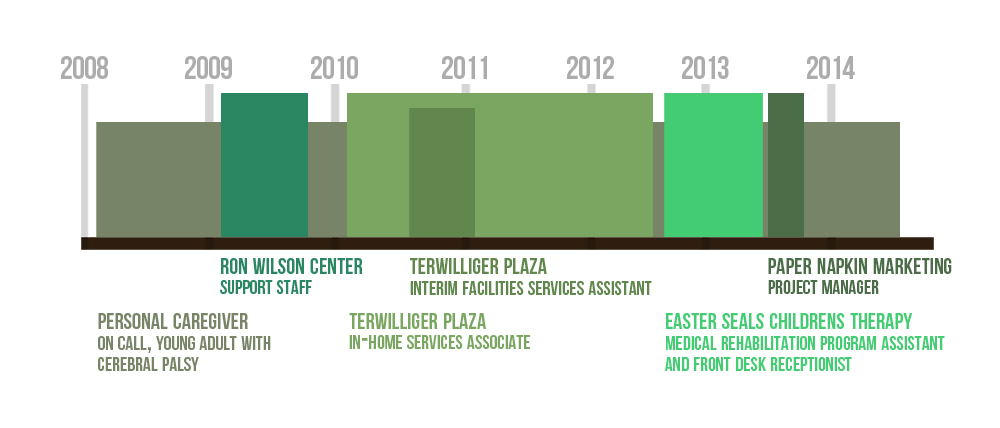 2008 2009 2010 2011 2012 2013 2014
RON WILSON CENTER
SUPPORT STAFF
TERWILLIGER PLAZA
INTERIM FACILITIES SERVICES ASSISTANT
PAPER NAPKIN MARKETING
PROJECT MANAGER
PERSONAL CAREGIVER
ON CALL, YOUNG ADULT WITH
CEREBRAL PALSY
TERWILLIGER PLAZA
IN-HOME SERVICES ASSOCIATE
EASTER SEALS CHILDRENS THERAPY
MEDICAL REHABILITATION PROGRAM ASSISTANT
AND FRONT DESK RECEPTIONIST